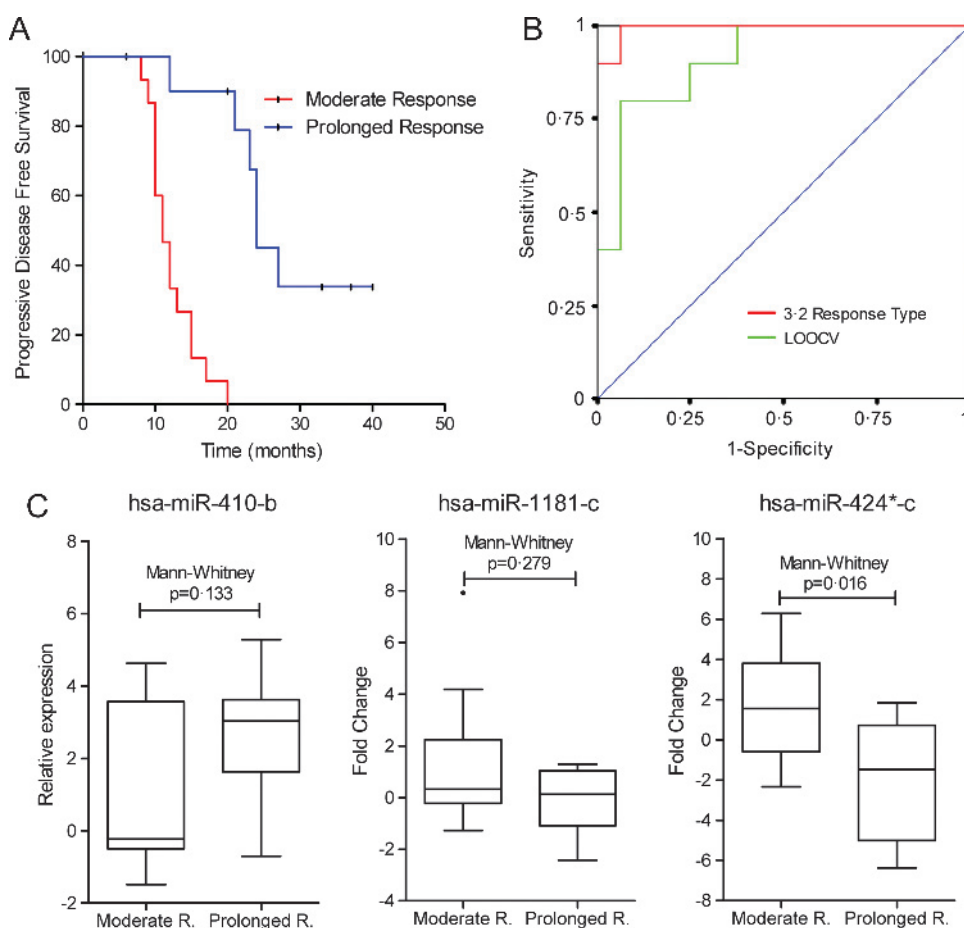 A
Progressive Disease Free Survival
100
80
60
40
20
0
0 10 20 30 40 50
Time (months)
Moderate Response
Prolonged Response
B
Sensitivity
1
0·75
0·5
0·25
0
0 0·25 0·5 0·75 1
1-Specificity
3·2 Response Type
LOOCV
C
hsa-miR-410-b
Relative expression
8
6
4
2
0
-2
Mann-Whitney
p=0·133
Moderate R. Prolonged R.
hsa-miR-1181-c
Fold Change
10
8
6
4
2
0
-2
-4
Mann-Whitney
p=0·279
Moderate R. Prolonged R.
hsa-miR-424*-c
Fold Change
10
8
6
4
2
0
-2
-4
-6
-8
Mann-Whitney
p=0·016
Moderate R. Prolonged R.